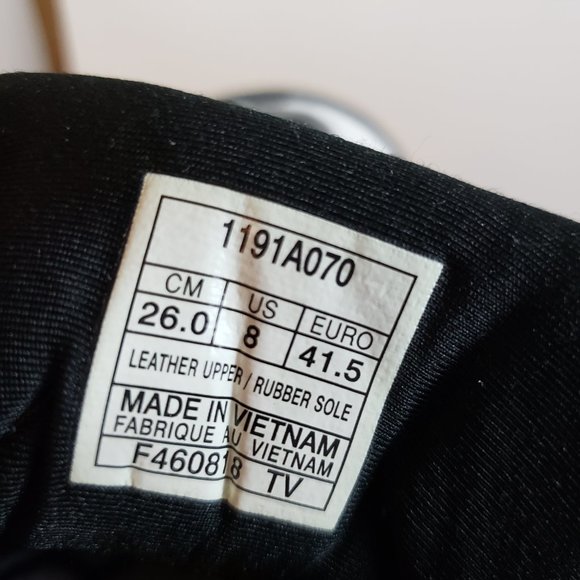 1191A070
CM US EURO
26.0 8 41.5
LEATHER UPPER / RUBBER SOLE
MADE IN VIETNAM
FABRIQUE AU VIETNAM
F460818 TV